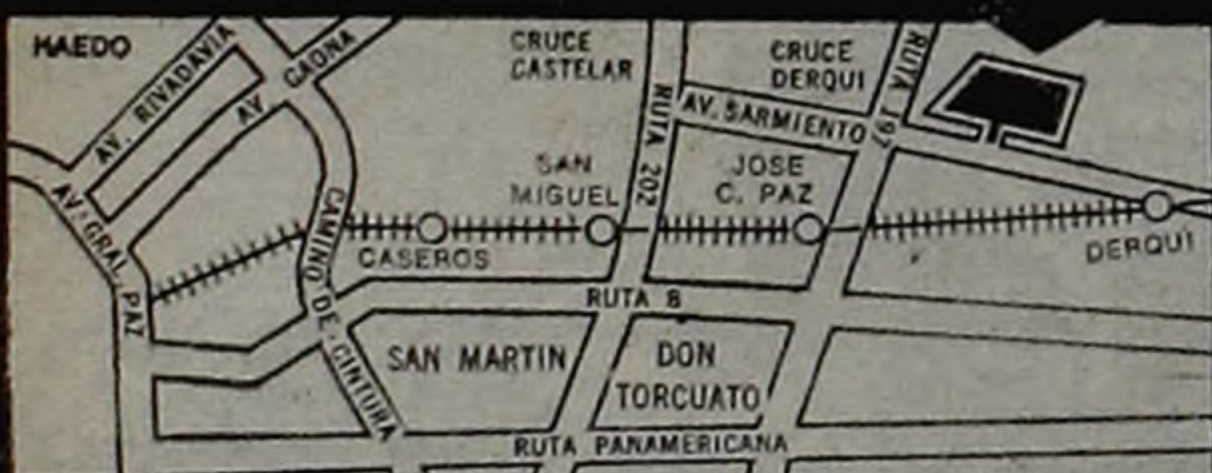 HAEDO
AV. RIVADAVIA
AV. GAONA
CRUCE
CASTELAR
CRUCE
DERQUI
RUTA 197
RUTA 202
AV. SARMIENTO
SAN
MIGUEL
JOSE
C. PAZ
AV. GRAL. PAZ
CAMINO DE CINTURA
CASEROS
DERQUI
RUTA 8
SAN MARTIN
DON
TORCUATO
RUTA PANAMERICANA